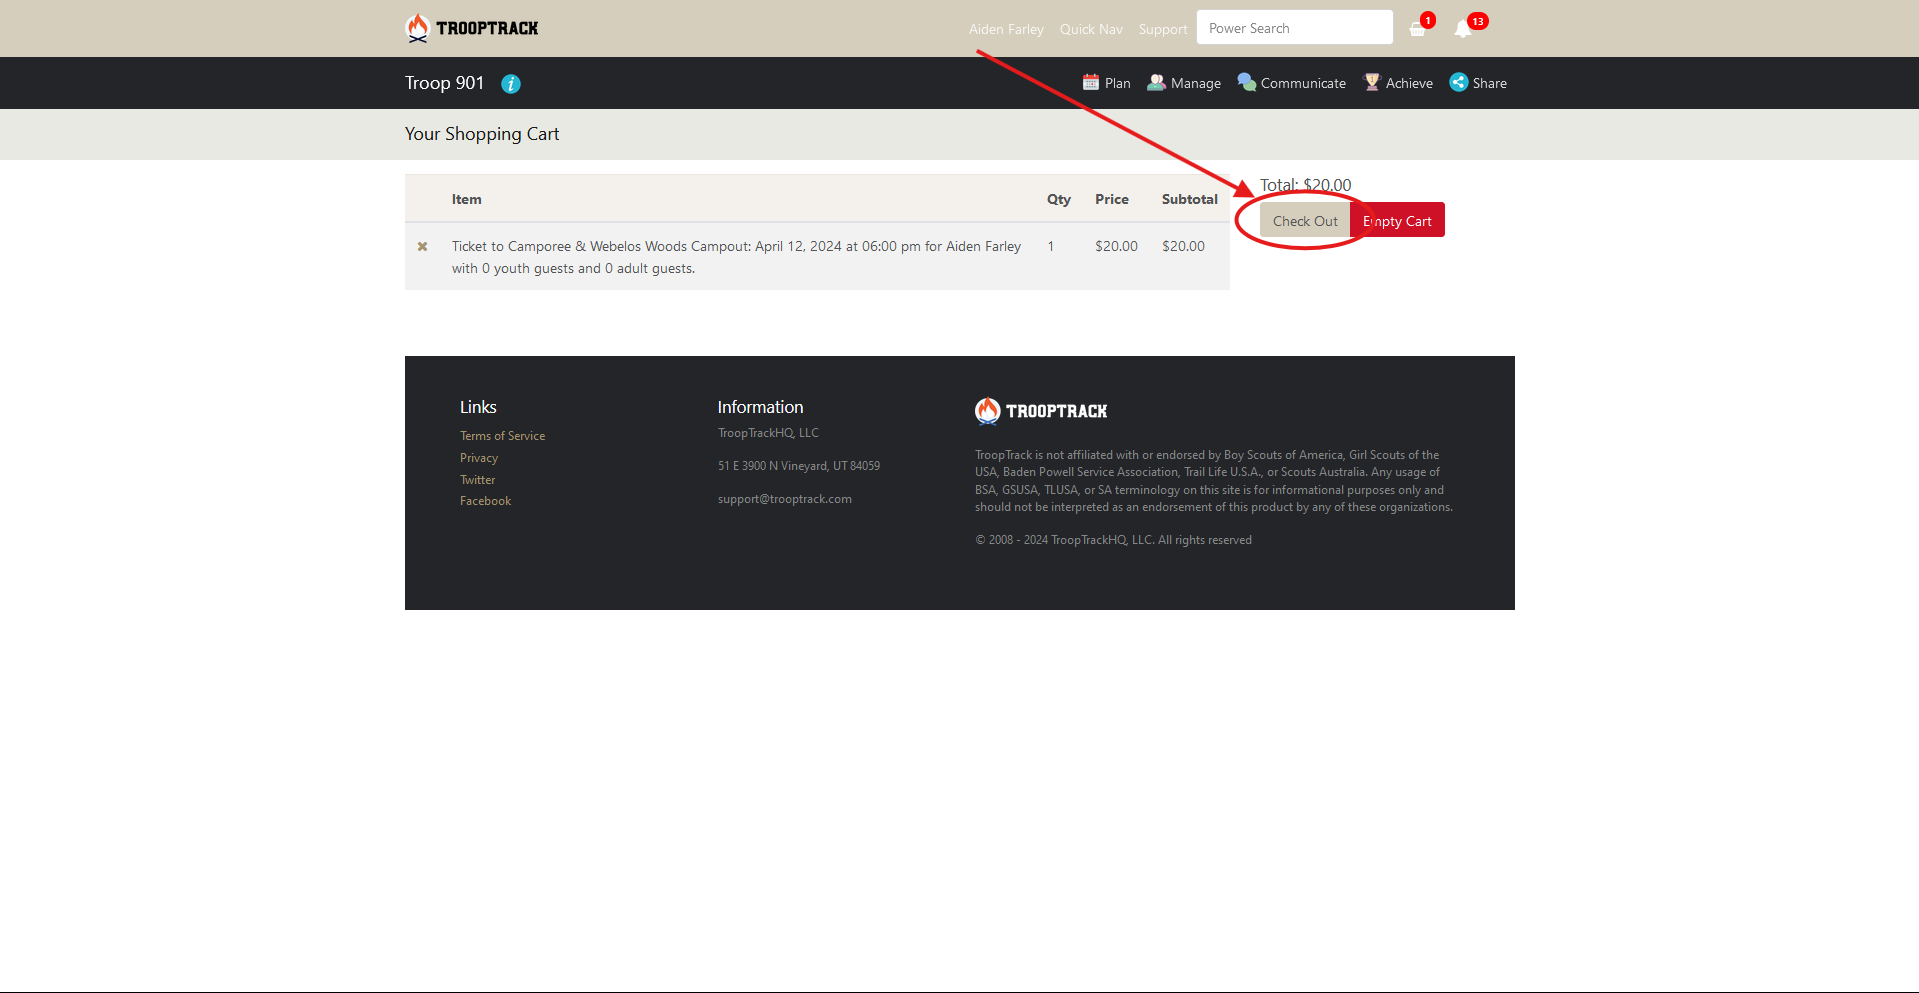 TROOPTRACK
Aiden Farley Quick Nav Support Power Search 1 13
Troop 901 i Plan Manage Communicate Achieve Share
Your Shopping Cart
Item Qty Price Subtotal
Ticket to Camporee & Webelos Woods Campout: April 12, 2024 at 06:00 pm for Aiden Farley 1 $20.00 $20.00
with 0 youth guests and 0 adult guests.
Total: $20.00
Check Out Empty Cart
Links
Terms of Service
Privacy
Twitter
Facebook
Information
TroopTrackHQ, LLC
51 E 3900 N Vineyard, UT 84059
support@trooptrack.com
TROOPTRACK
TroopTrack is not affiliated with or endorsed by Boy Scouts of America, Girl Scouts of the
USA, Baden Powell Service Association, Trail Life U.S.A., or Scouts Australia. Any usage of
BSA, GSUSA, TLUSA, or SA terminology on this site is for informational purposes only and
should not be interpreted as an endorsement of this product by any of these organizations.
© 2008 - 2024 TroopTrackHQ, LLC. All rights reserved